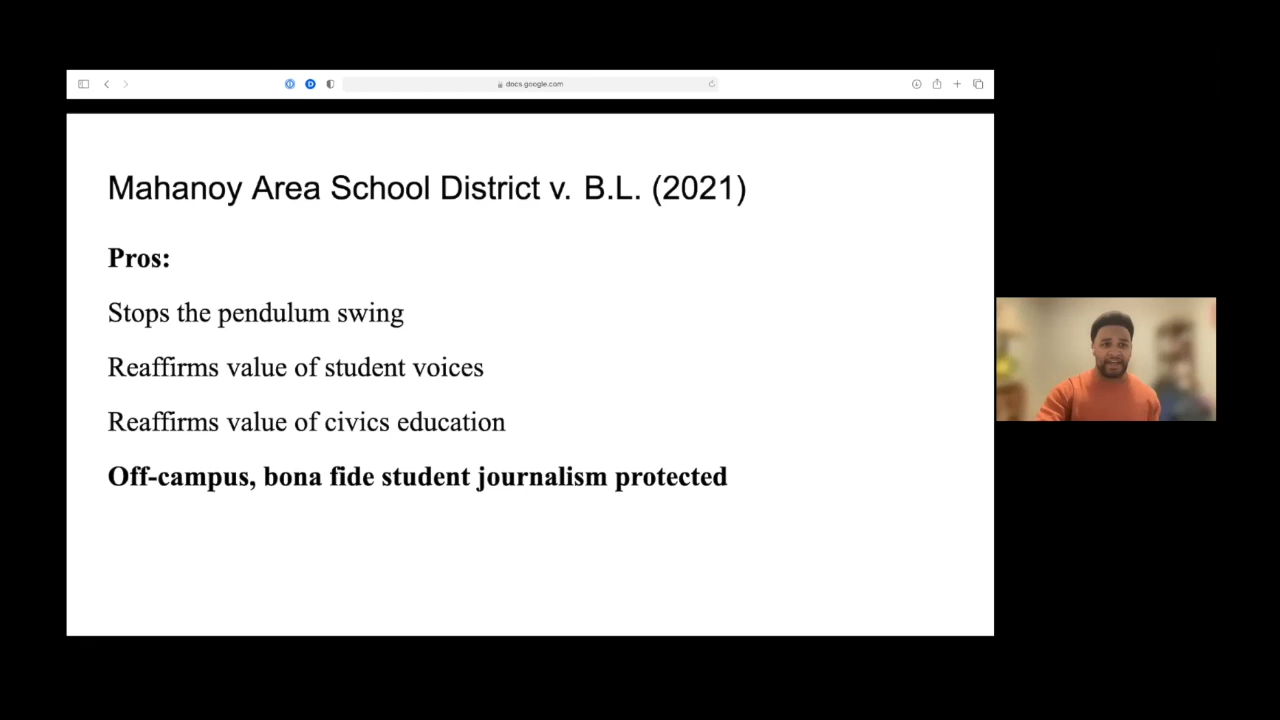 docs.google.com
Mahanoy Area School District v. B.L. (2021)
Pros:
Stops the pendulum swing
Reaffirms value of student voices
Reaffirms value of civics education
Off-campus, bona fide student journalism protected